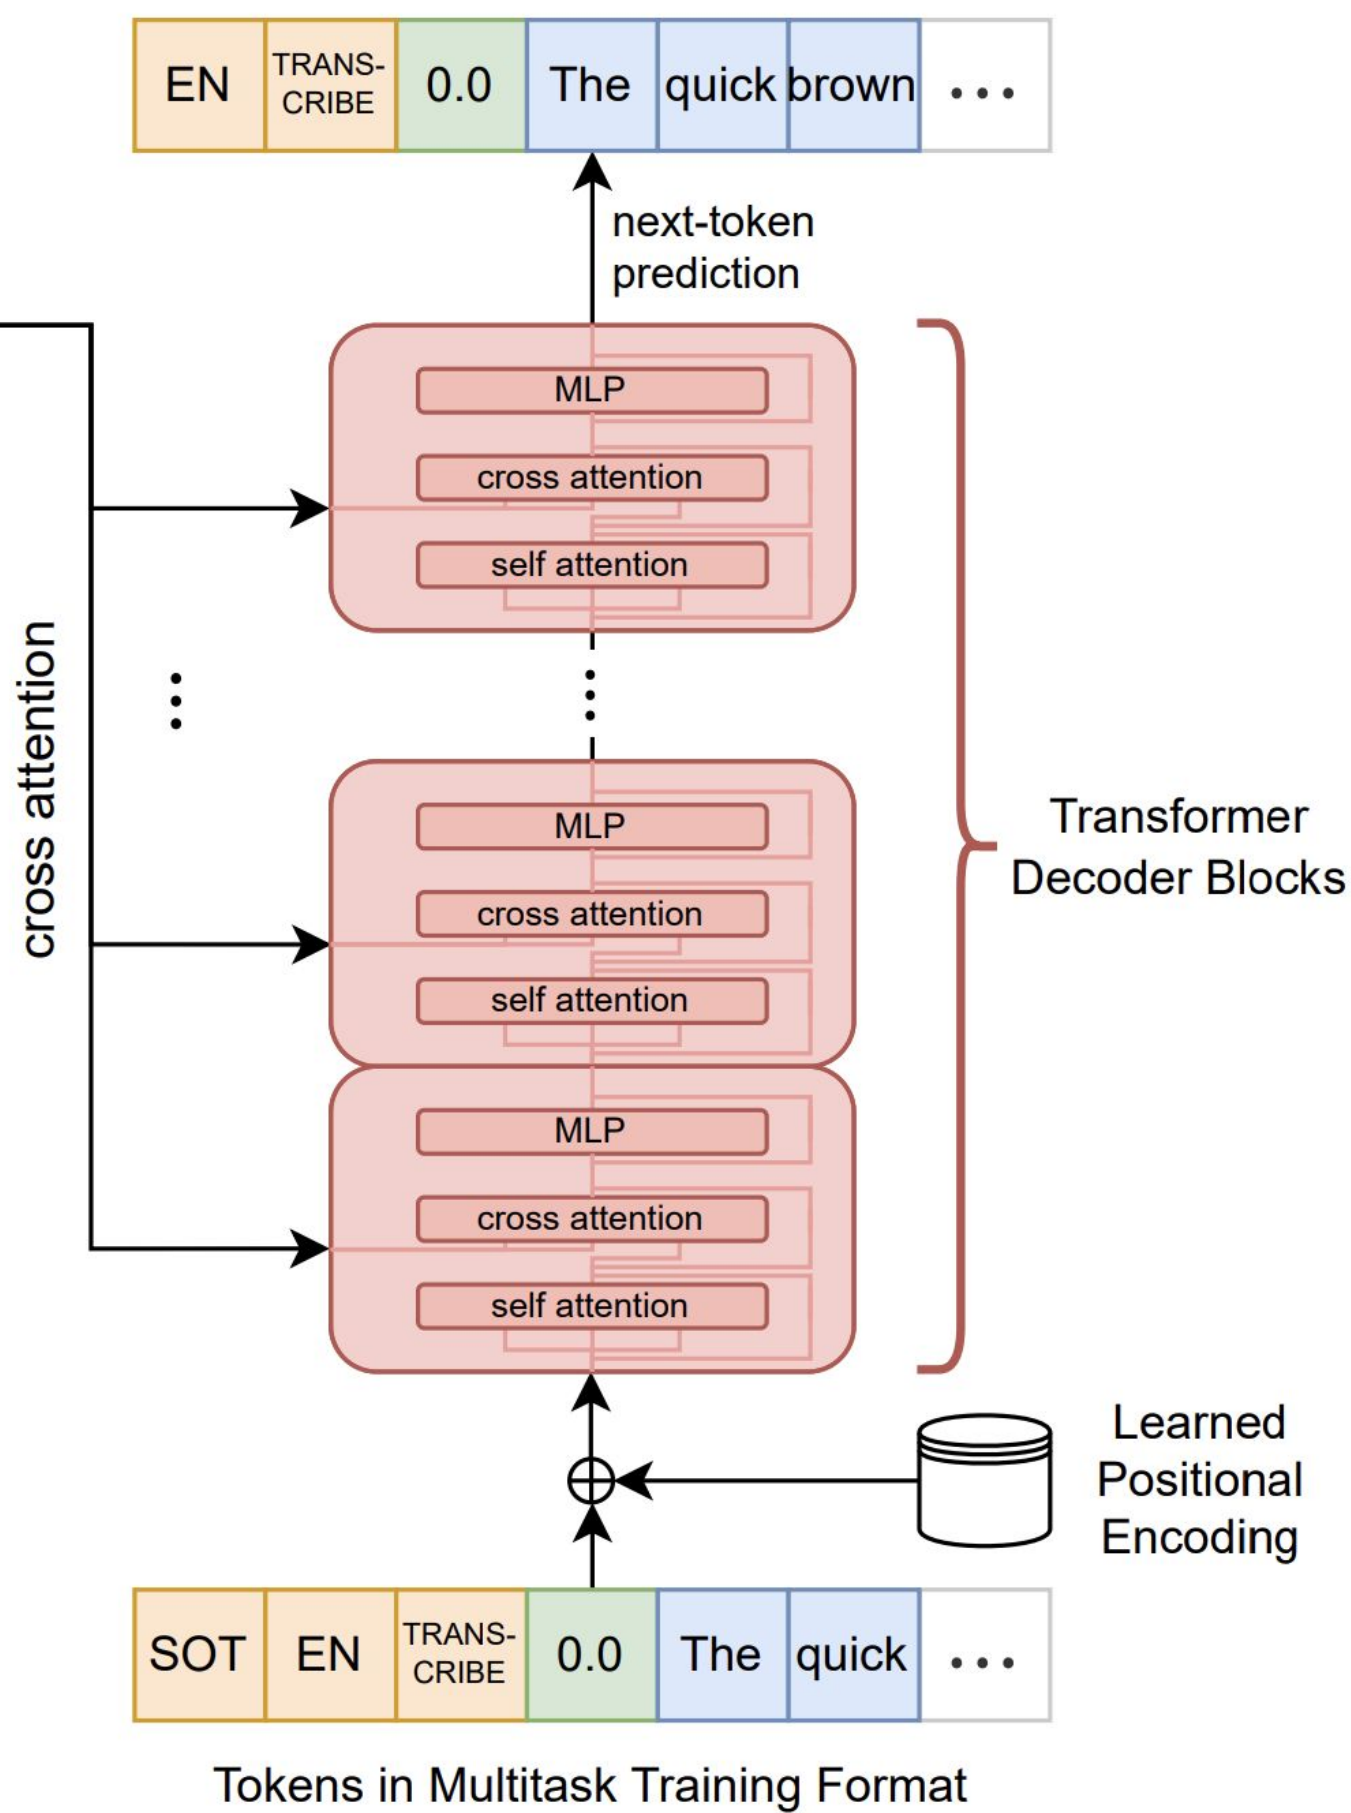 EN TRANS-CRIBE 0.0 The quick brown ...
next-token
prediction
MLP
cross attention
self attention
cross attention
MLP
cross attention
self attention
MLP
cross attention
self attention
Transformer
Decoder Blocks
Learned
Positional
Encoding
SOT EN TRANS-CRIBE 0.0 The quick ...
Tokens in Multitask Training Format